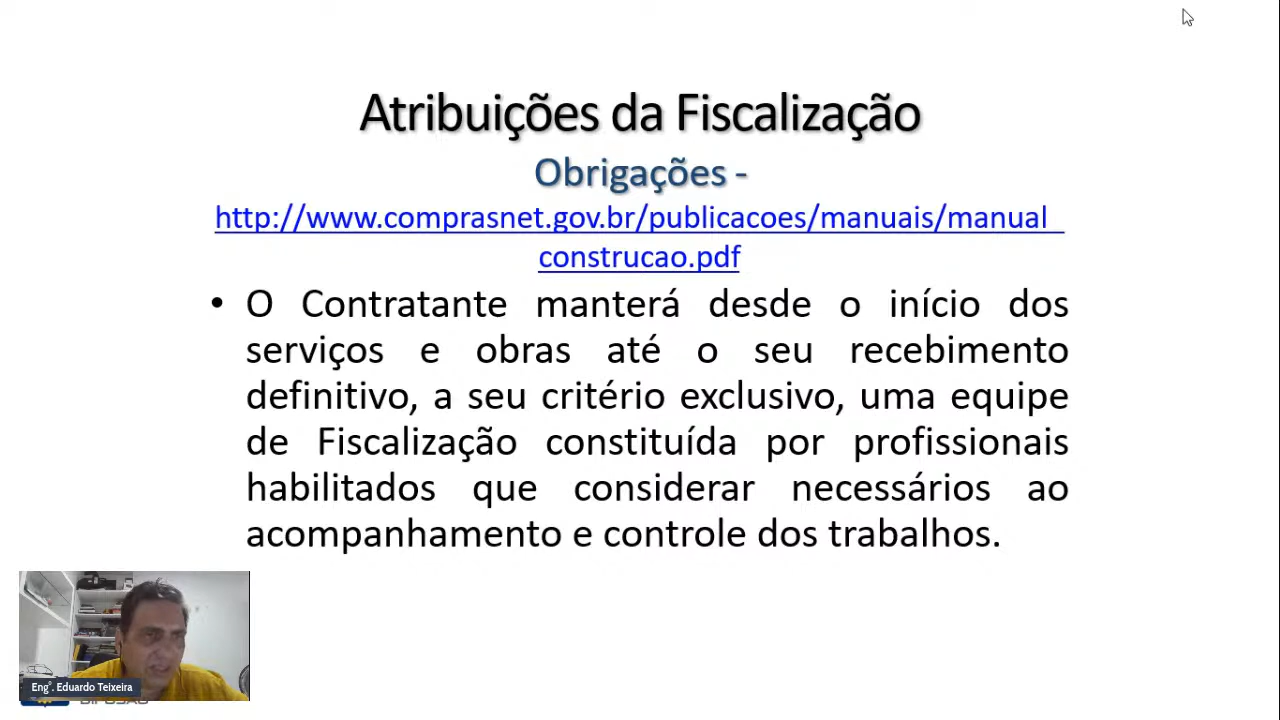 Atribuições da Fiscalização
Obrigações -
http://www.comprasnet.gov.br/publicacoes/manuais/manual_
construcao.pdf
• O Contratante manterá desde o início dos
serviços e obras até o seu recebimento
definitivo, a seu critério exclusivo, uma equipe
de Fiscalização constituída por profissionais
habilitados que considerar necessários ao
acompanhamento e controle dos trabalhos.
Eng°. Eduardo Teixeira